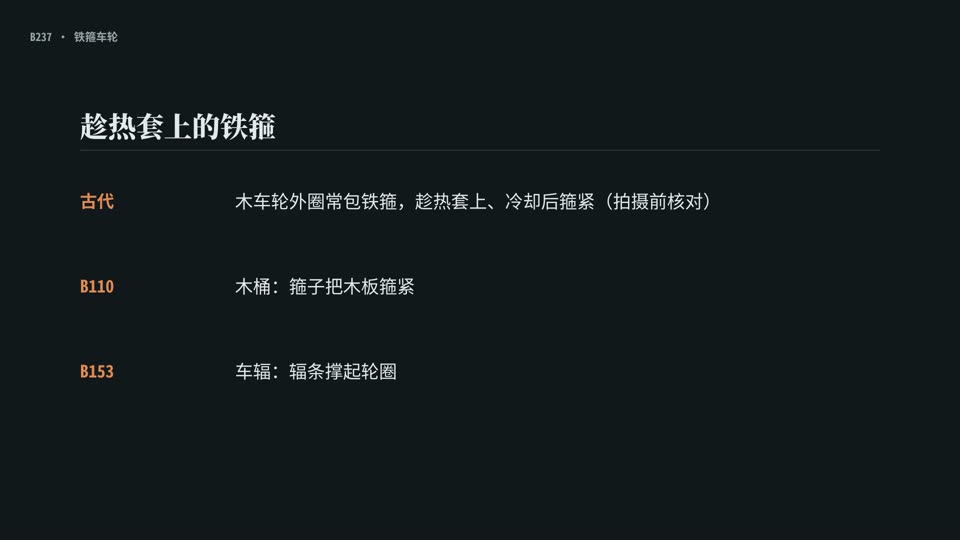 B237 • 铁箍车轮
趁热套上的铁箍
古代 木车轮外圈常包铁箍，趁热套上、冷却后箍紧（拍摄前核对）
B110 木桶：箍子把木板箍紧
B153 车辐：辐条撑起轮圈